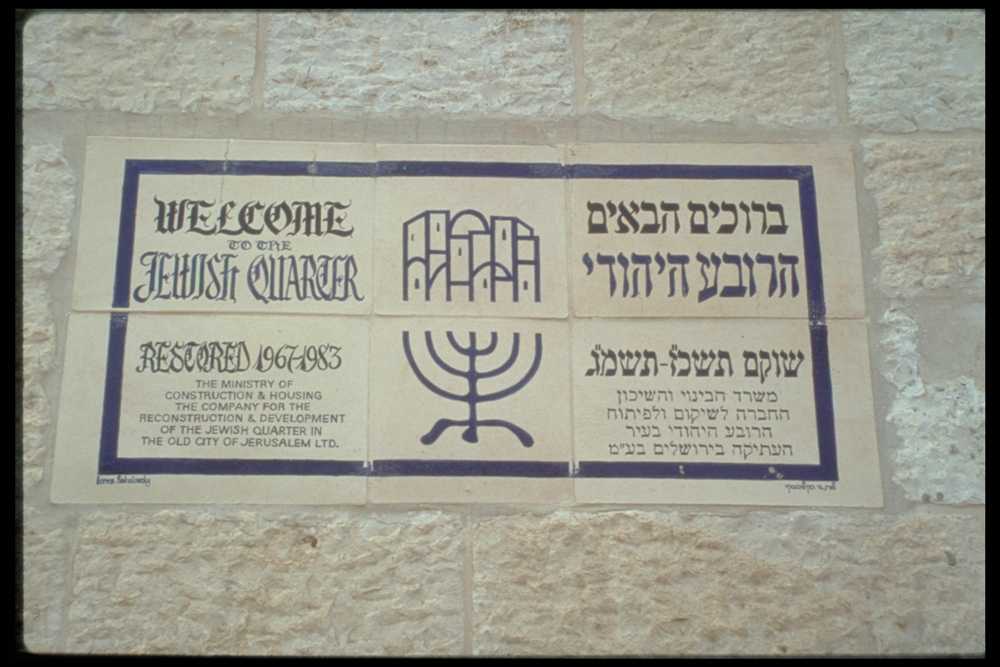 WELCOME
TO THE
JEWISH QUARTER
RESTORED 1967-1983
THE MINISTRY OF
CONSTRUCTION & HOUSING
THE COMPANY FOR THE
RECONSTRUCTION & DEVELOPMENT
OF THE JEWISH QUARTER IN
THE OLD CITY OF JERUSALEM LTD.
ברוכים הבאים
הרובע היהודי
שוקם תשכ"ז-תשמ"ג
משרד הבינוי והשיכון
החברה לשיקום ולפיתוח
הרובע היהודי בעיר
העתיקה בירושלים בע"מ